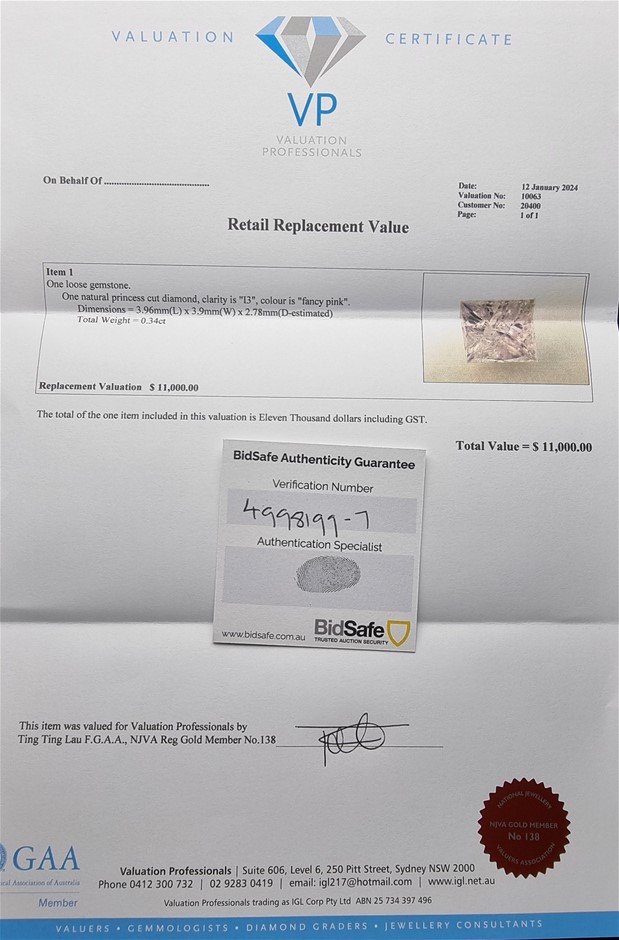 VALUATION CERTIFICATE
VP
VALUATION
PROFESSIONALS
On Behalf Of ..........................................
Date: 12 January 2024
Valuation No: 10063
Customer No: 20400
Page: 1 of 1
Retail Replacement Value
Item 1
One loose gemstone.
One natural princess cut diamond, clarity is "I3", colour is "fancy pink".
Dimensions = 3.96mm(L) x 3.9mm(W) x 2.78mm(D-estimated)
Total Weight = 0.34ct
Replacement Valuation $ 11,000.00
The total of the one item included in this valuation is Eleven Thousand dollars including GST.
Total Value = $ 11,000.00
BidSafe Authenticity Guarantee
Verification Number
4998199-7
Authentication Specialist
www.bidsafe.com.au
BidSafe
TRUSTED AUCTION SECURITY
This item was valued for Valuation Professionals by
Ting Ting Lau F.G.A.A., NJVA Reg Gold Member No.138
NATIONAL JEWELLERY
NJVA GOLD MEMBER
No 138
VALUERS ASSOCIATION
GAA
ical Association of Australia
Member
Valuation Professionals | Suite 606, Level 6, 250 Pitt Street, Sydney NSW 2000
Phone 0412 300 732 | 02 9283 0419 | email: igl217@hotmail.com | www.igl.net.au
Valuation Professionals trading as IGL Corp Pty Ltd ABN 25 734 397 496
VALUERS • GEMMOLOGISTS • DIAMOND GRADERS • JEWELLERY CONSULTANTS